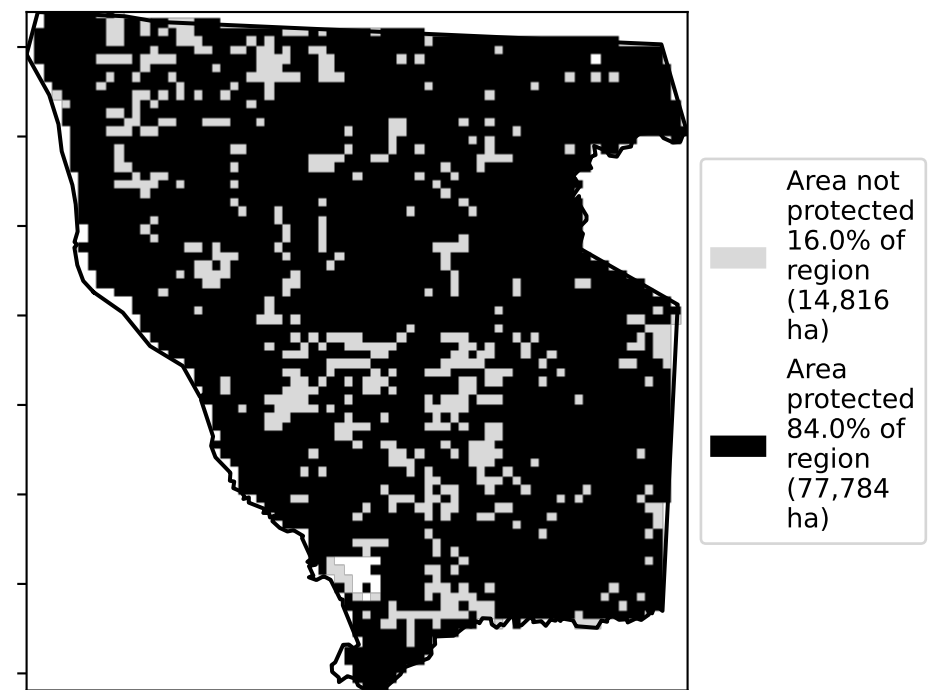 Area not
protected
16.0% of
region
(14,816
ha)
Area
protected
84.0% of
region
(77,784
ha)